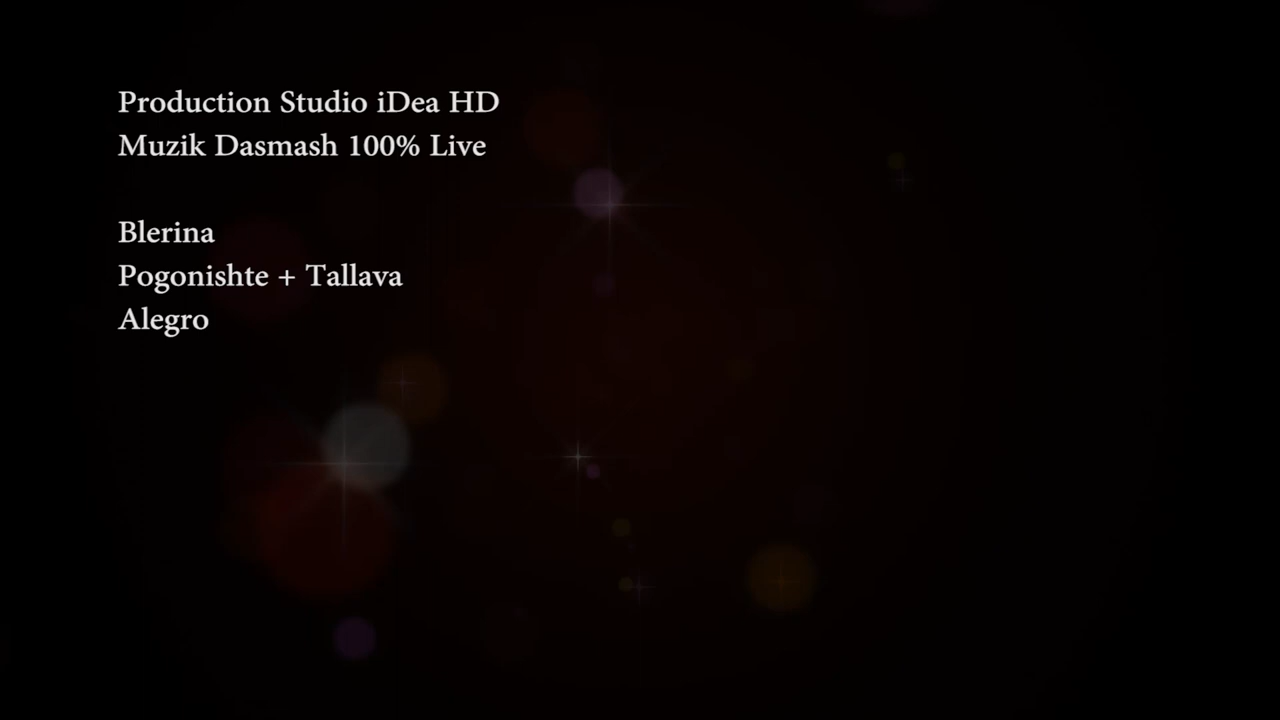 Production Studio iDea HD
Muzik Dasmash 100% Live
Blerina
Pogonishte + Tallava
Alegro